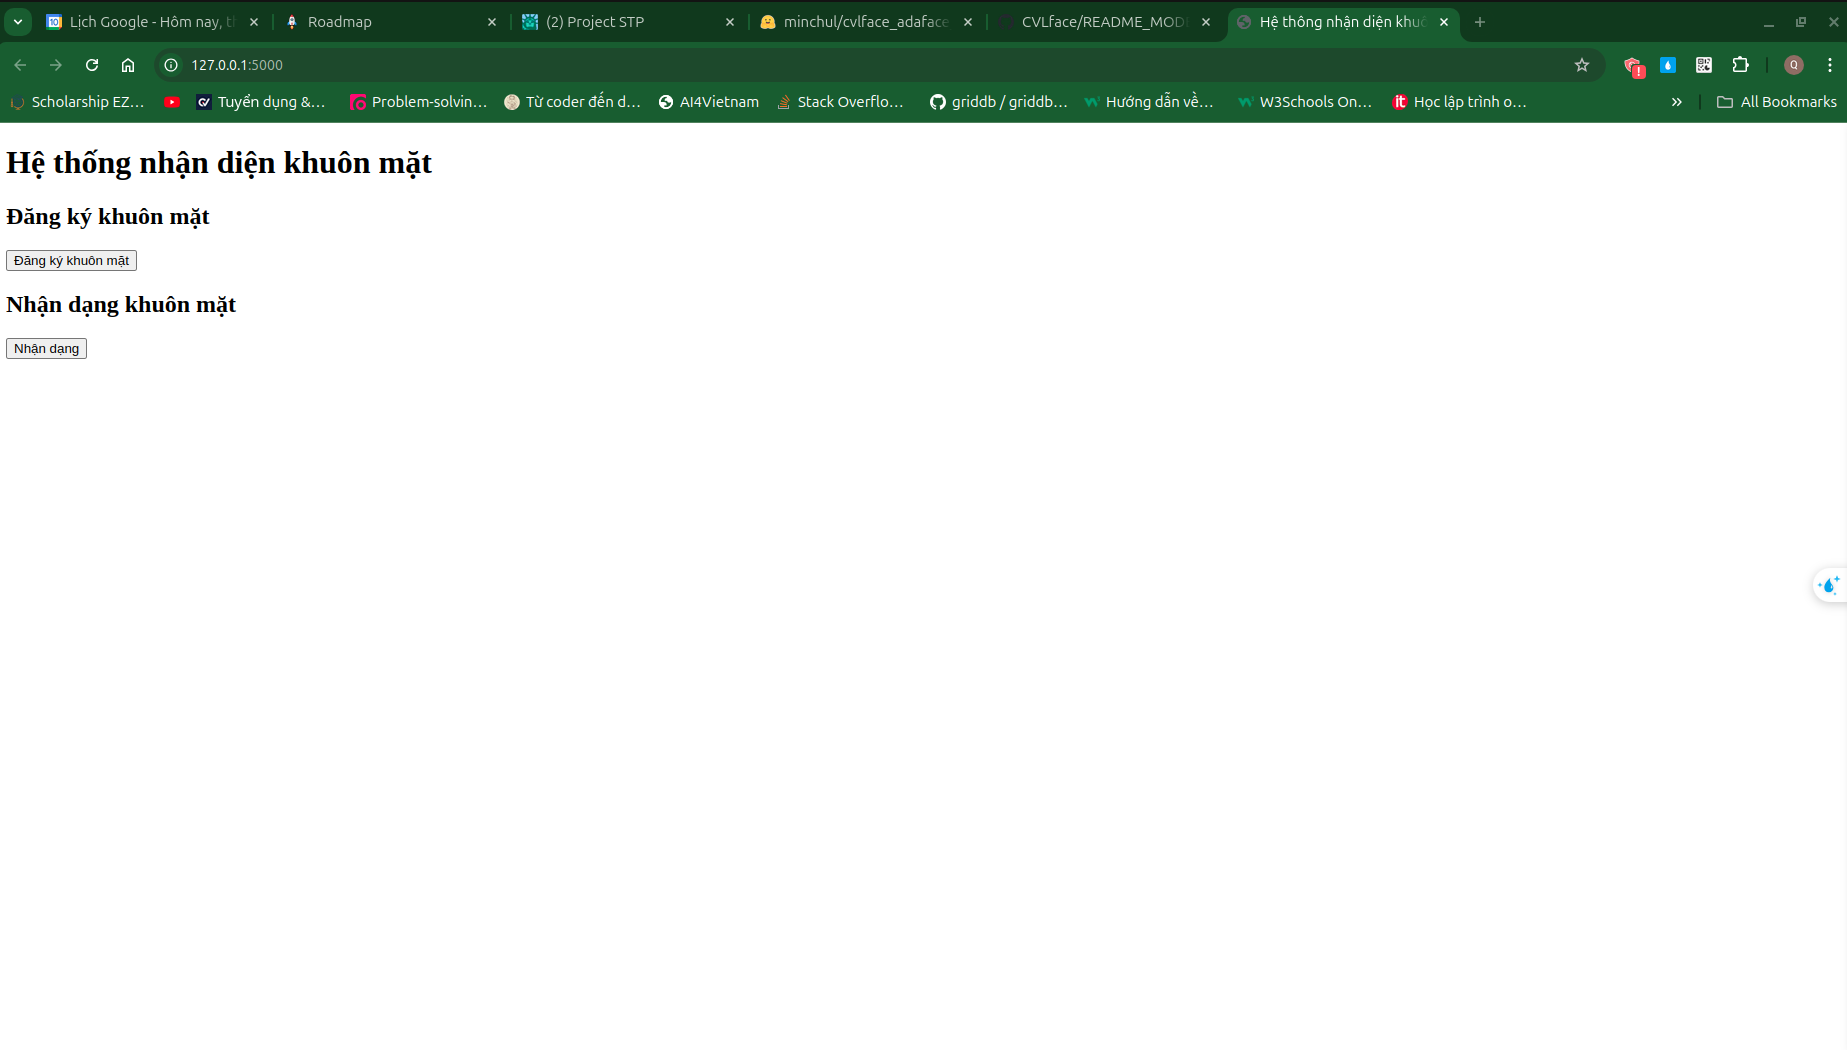 Lịch Google - Hôm nay, th
Roadmap
(2) Project STP
minchul/cvlface_adaface
CVLface/README_MOD
Hệ thống nhận diện khuô
127.0.0.1:5000
Q
Scholarship EZ…
Tuyển dụng &…
Problem-solvin…
Từ coder đến d…
AI4Vietnam
Stack Overflo…
griddb / griddb…
Hướng dẫn về…
W3Schools On…
Học lập trình o…
All Bookmarks
Hệ thống nhận diện khuôn mặt
Đăng ký khuôn mặt
Đăng ký khuôn mặt
Nhận dạng khuôn mặt
Nhận dạng